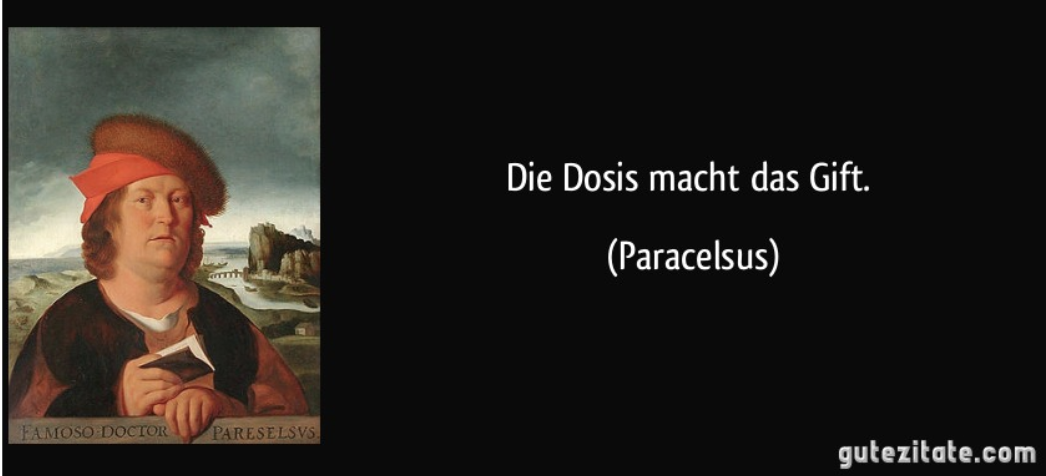 Die Dosis macht das Gift.
(Paracelsus)
FAMOSO·DOCTOR PARESELSVS.
gutezitate.com